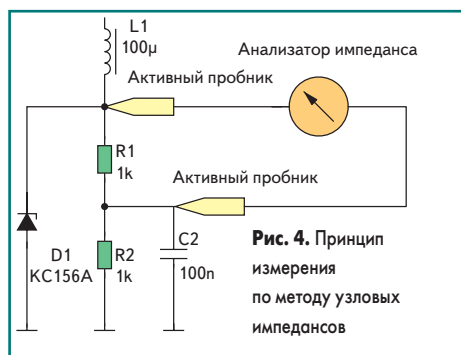 L1
100µ
Анализатор импеданса
Активный пробник
R1
1k
Активный пробник
R2
1k
C2
100n
D1
KC156A
Рис. 4. Принцип
измерения
по методу узловых
импедансов